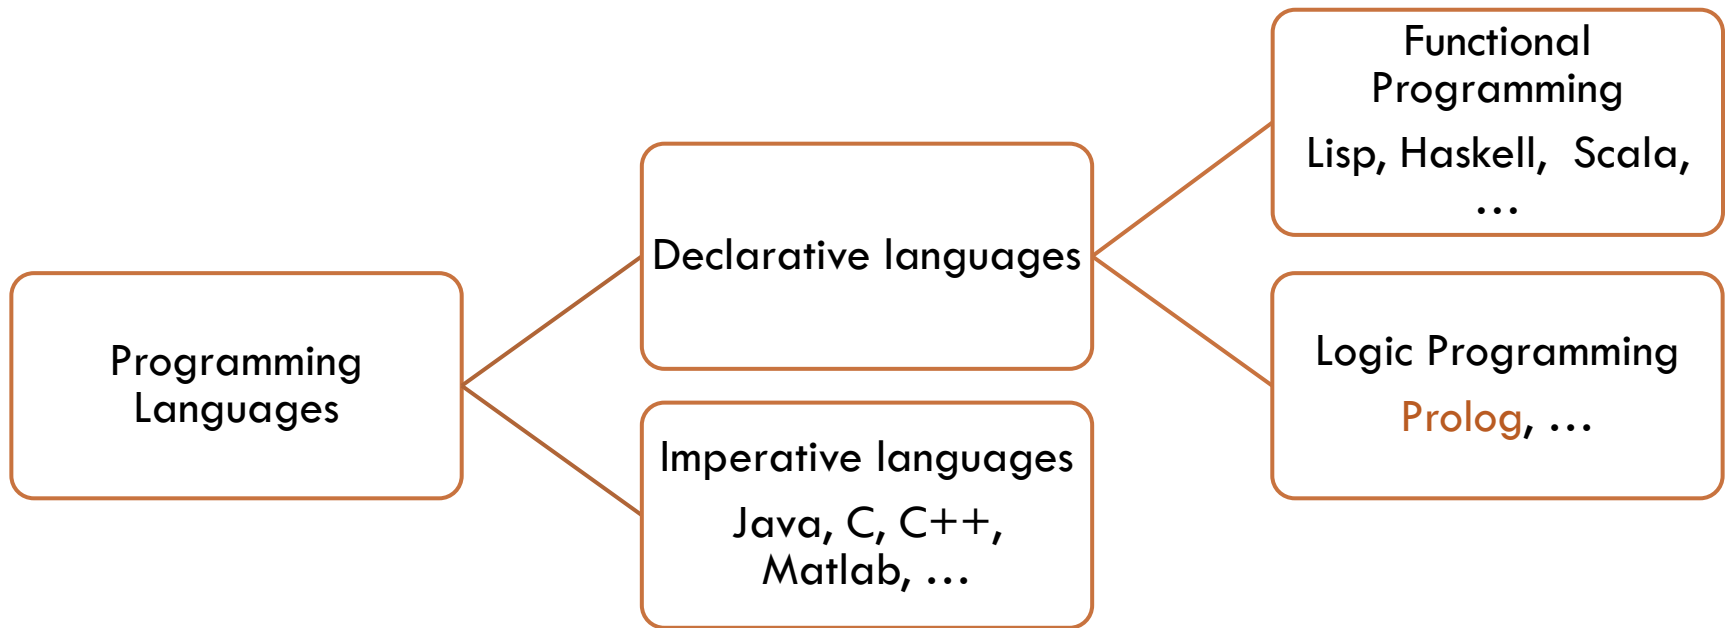 Programming
Languages
Declarative languages
Imperative languages
Java, C, C++,
Matlab, …
Functional
Programming
Lisp, Haskell,  Scala,
…
Logic Programming
Prolog, …